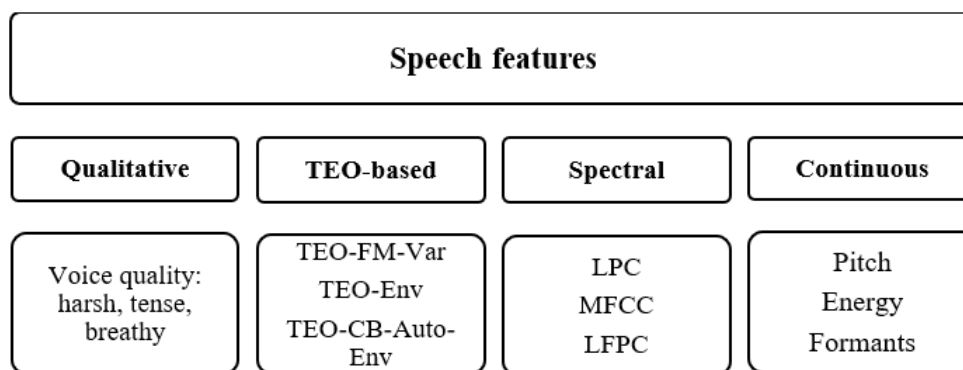 Speech features
Qualitative
TEO-based
Spectral
Continuous
Voice quality:
harsh, tense,
breathy
TEO-FM-Var
TEO-Env
TEO-CB-Auto-
Env
LPC
MFCC
LFPC
Pitch
Energy
Formants